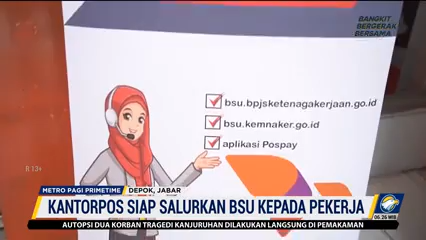 BANGKIT
BERGERAK
BERSAMA
bsu.bpjsketenagakerjaan.go.id
bsu.kemnaker.go.id
aplikasi Pospay
R 13+
METRO PAGI PRIMETIME
DEPOK, JABAR
KANTORPOS SIAP SALURKAN BSU KEPADA PEKERJA
06:26 WIB
AUTOPSI DUA KORBAN TRAGEDI KANJURUHAN DILAKUKAN LANGSUNG DI PEMAKAMAN